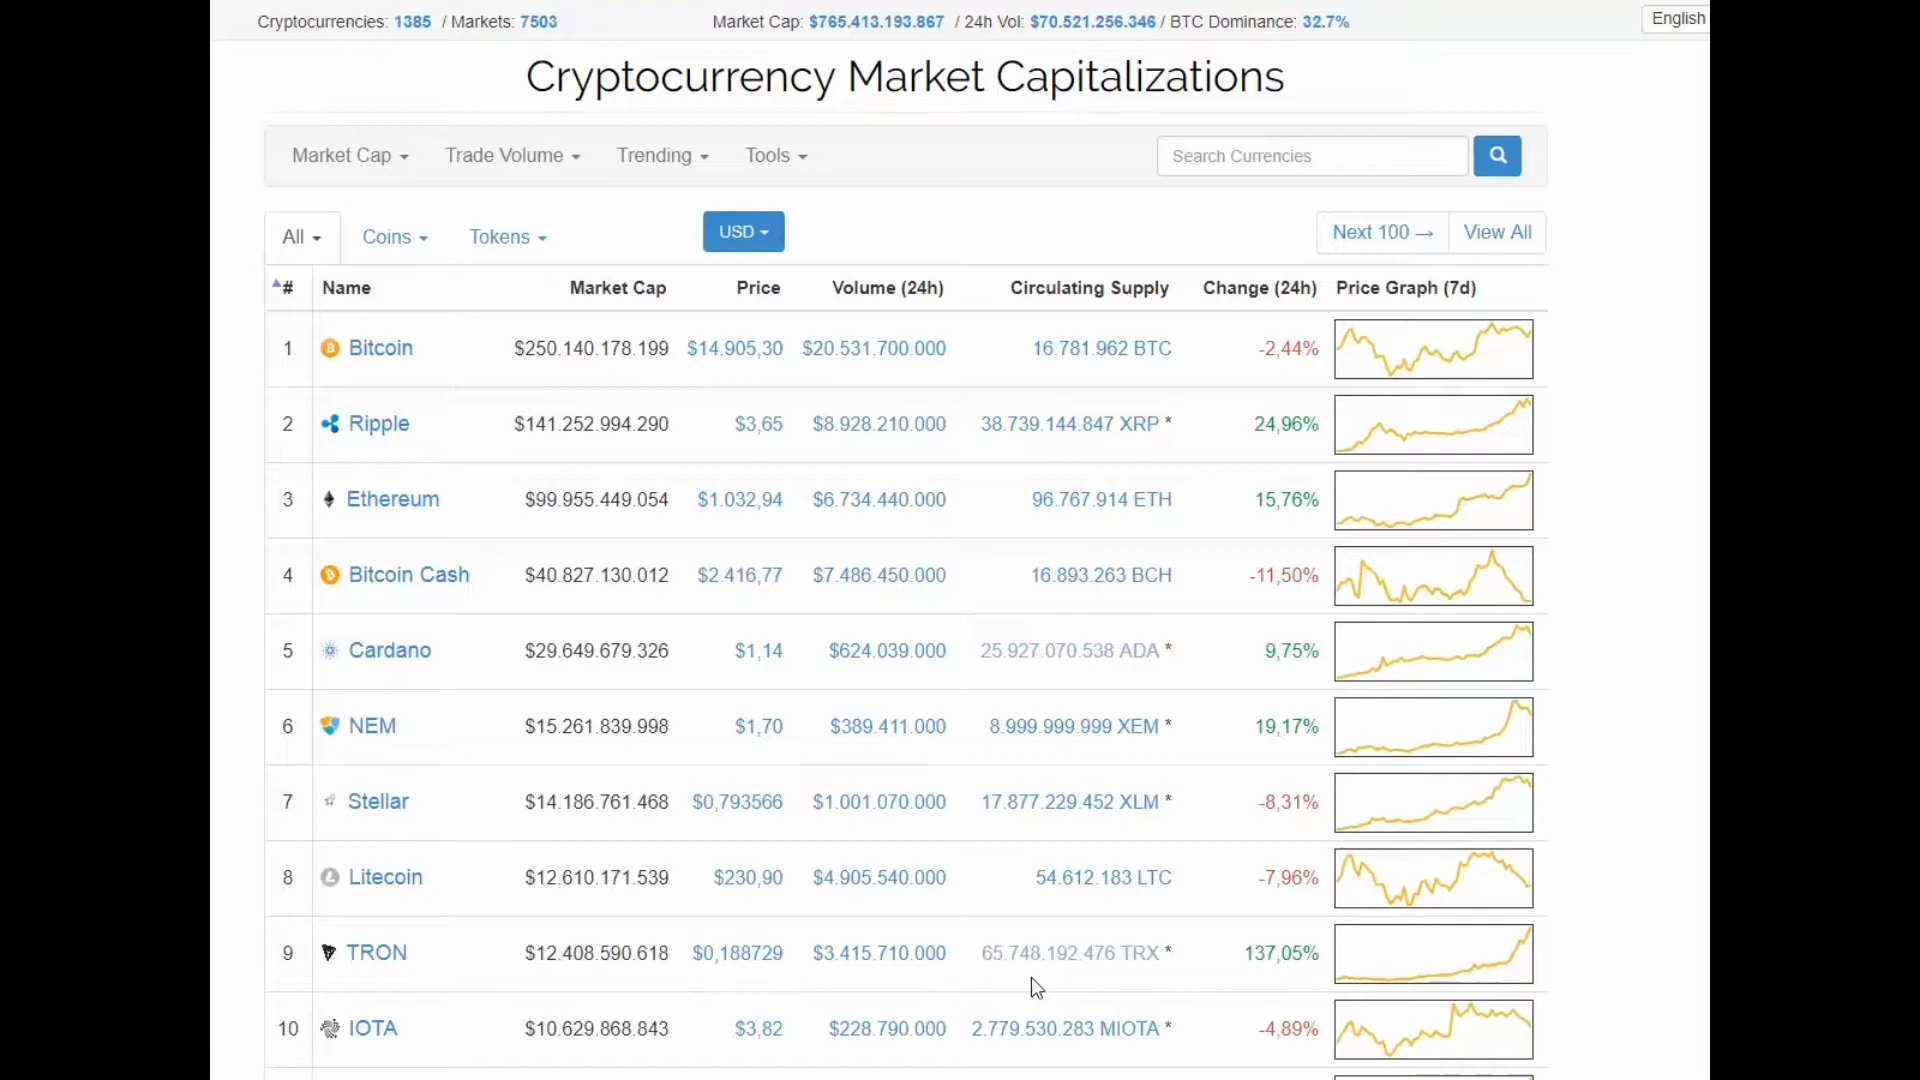 Cryptocurrencies: 1385 / Markets: 7503 Market Cap: $765.413.193.867 / 24h Vol: $70.521.256.346 / BTC Dominance: 32.7% English
Cryptocurrency Market Capitalizations
Market Cap Trade Volume Trending Tools Search Currencies
All Coins Tokens USD Next 100 → View All
# Name Market Cap Price Volume (24h) Circulating Supply Change (24h) Price Graph (7d)
1 Bitcoin $250.140.178.199 $14.905,30 $20.531.700.000 16.781.962 BTC -2,44%
2 Ripple $141.252.994.290 $3,65 $8.928.210.000 38.739.144.847 XRP * 24,96%
3 Ethereum $99.955.449.054 $1.032,94 $6.734.440.000 96.767.914 ETH 15,76%
4 Bitcoin Cash $40.827.130.012 $2.416,77 $7.486.450.000 16.893.263 BCH -11,50%
5 Cardano $29.649.679.326 $1,14 $624.039.000 25.927.070.538 ADA * 9,75%
6 NEM $15.261.839.998 $1,70 $389.411.000 8.999.999.999 XEM * 19,17%
7 Stellar $14.186.761.468 $0,793566 $1.001.070.000 17.877.229.452 XLM * -8,31%
8 Litecoin $12.610.171.539 $230,90 $4.905.540.000 54.612.183 LTC -7,96%
9 TRON $12.408.590.618 $0,188729 $3.415.710.000 65.748.192.476 TRX * 137,05%
10 IOTA $10.629.868.843 $3,82 $228.790.000 2.779.530.283 MIOTA * -4,89%